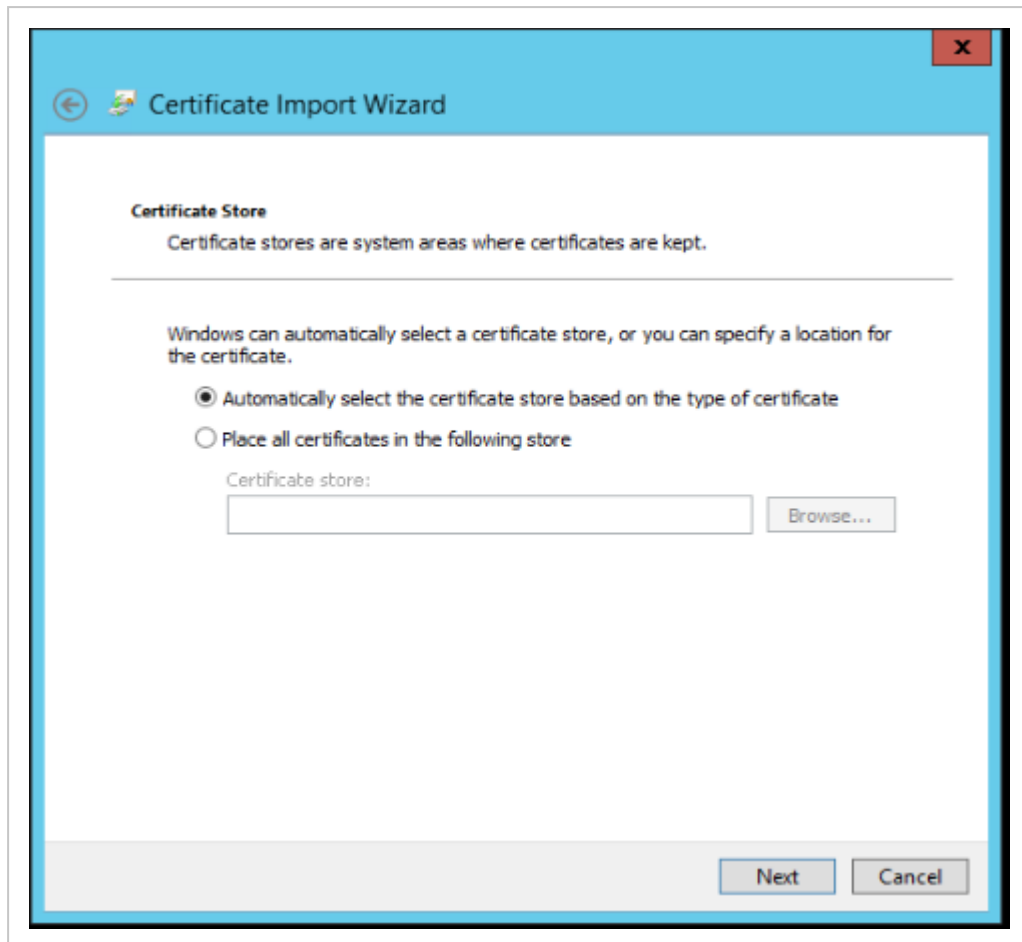 x
Certificate Import Wizard
Certificate Store
Certificate stores are system areas where certificates are kept.
Windows can automatically select a certificate store, or you can specify a location for
the certificate.
Automatically select the certificate store based on the type of certificate
Place all certificates in the following store
Certificate store:
Browse...
Next Cancel